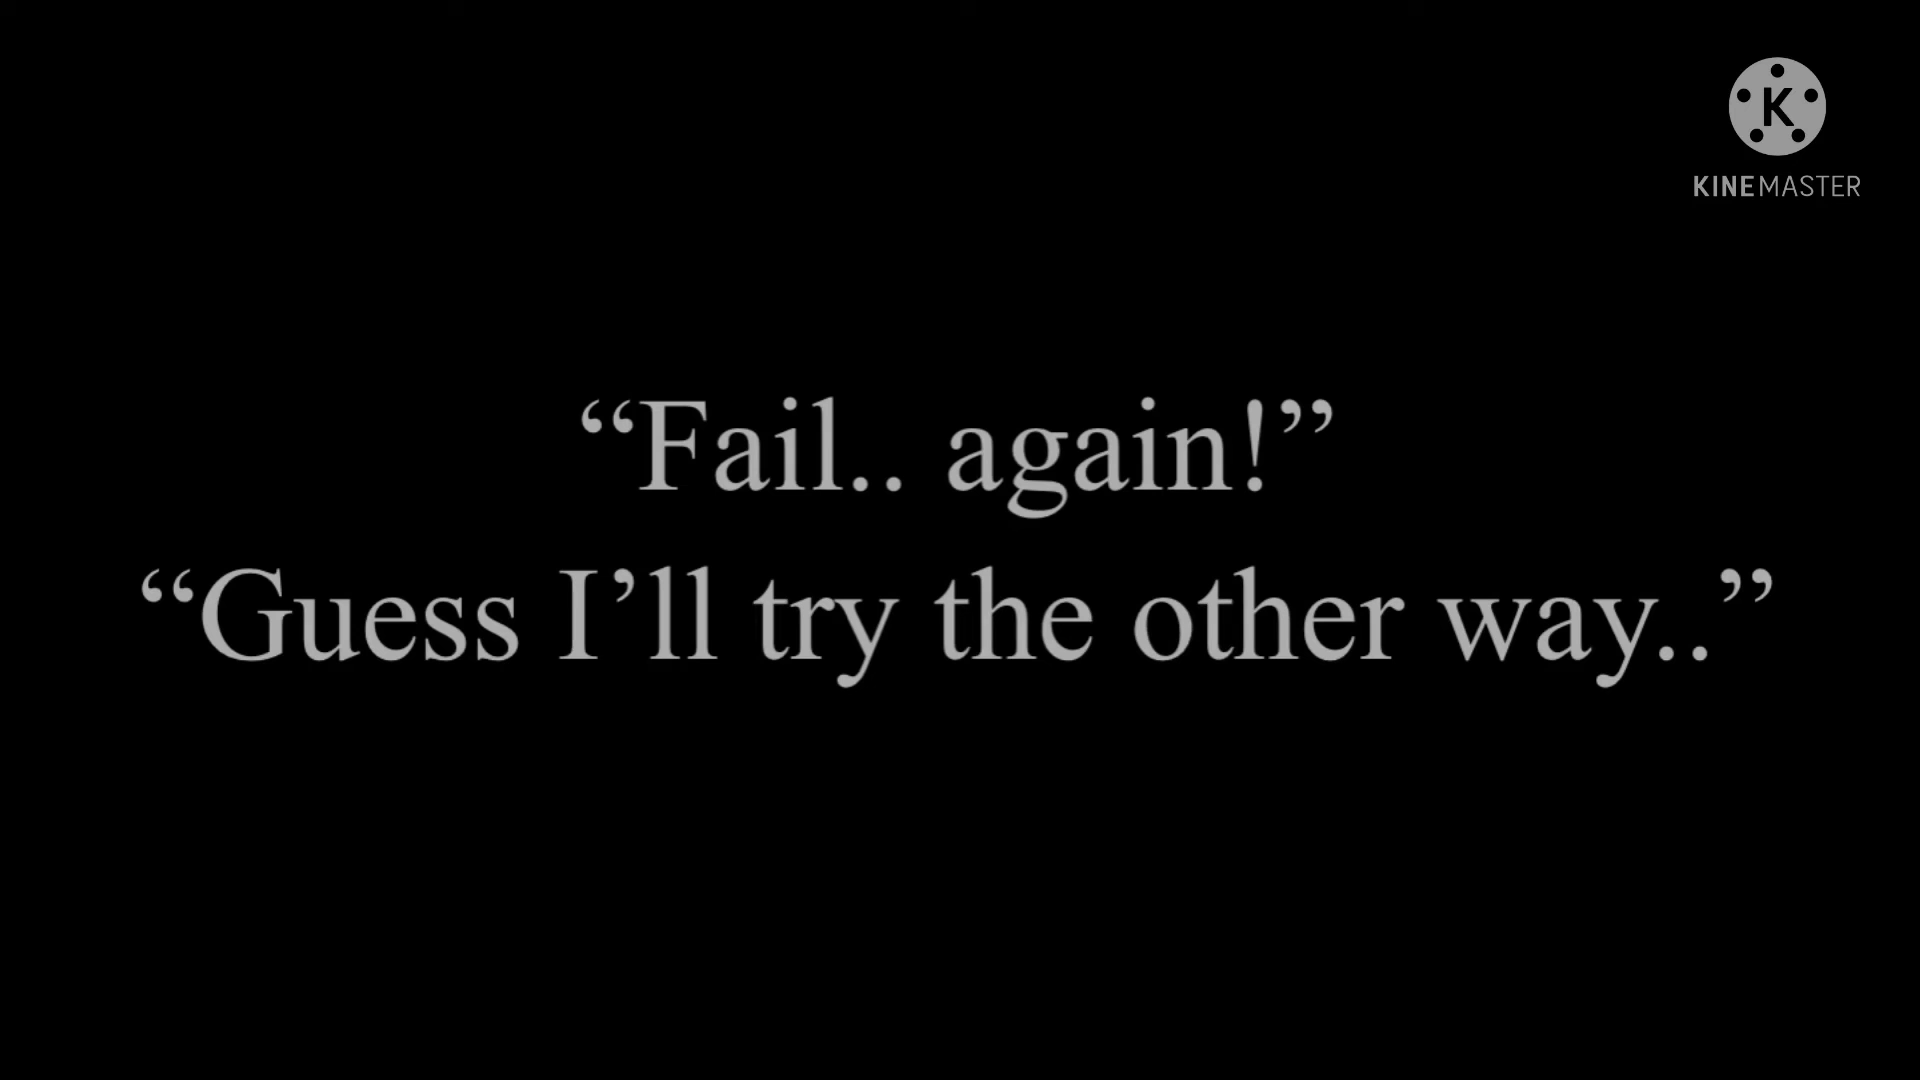 K
KINEMASTER
“Fail.. again!”
“Guess I’ll try the other way..”